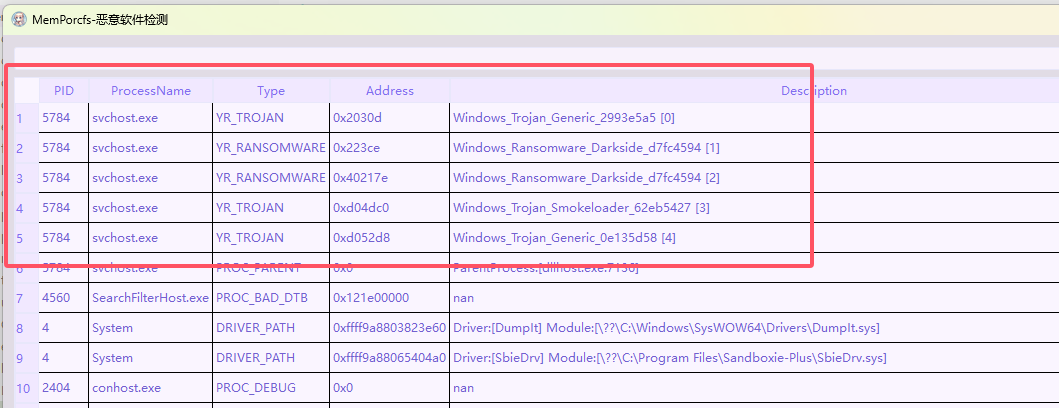 MemPorcfs-恶意软件检测
PID ProcessName Type Address Description
1 5784 svchost.exe YR_TROJAN 0x2030d Windows_Trojan_Generic_2993e5a5 [0]
2 5784 svchost.exe YR_RANSOMWARE 0x223ce Windows_Ransomware_Darkside_d7fc4594 [1]
3 5784 svchost.exe YR_RANSOMWARE 0x40217e Windows_Ransomware_Darkside_d7fc4594 [2]
4 5784 svchost.exe YR_TROJAN 0xd04dc0 Windows_Trojan_Smokeloader_62eb5427 [3]
5 5784 svchost.exe YR_TROJAN 0xd052d8 Windows_Trojan_Generic_0e135d58 [4]
6 5784 svchost.exe PROC_PARENT 0x0 ParentProcess:[dllhost.exe:7136]
7 4560 SearchFilterHost.exe PROC_BAD_DTB 0x121e00000 nan
8 4 System DRIVER_PATH 0xffff9a8803823e60 Driver:[DumpIt] Module:[\??\C:\Windows\SysWOW64\Drivers\DumpIt.sys]
9 4 System DRIVER_PATH 0xffff9a88065404a0 Driver:[SbieDrv] Module:[\??\C:\Program Files\Sandboxie-Plus\SbieDrv.sys]
10 2404 conhost.exe PROC_DEBUG 0x0 nan